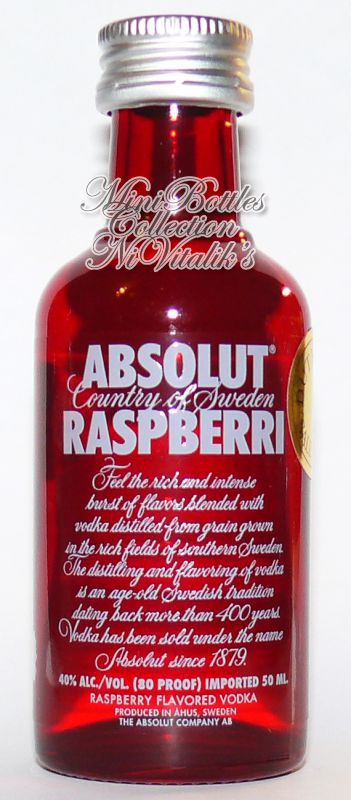 MiniBottles
Collection
NiVitalik's
ABSOLUT®
Country of Sweden
RASPBERRI
Feel the rich and intense
burst of flavors blended with
vodka distilled from grain grown
in the rich fields of southern Sweden.
The distilling and flavoring of vodka
is an age-old Swedish tradition
dating back more than 400 years.
Vodka has been sold under the name
Absolut since 1879.
40% ALC./VOL. (80 PROOF) IMPORTED 50 ML.
RASPBERRY FLAVORED VODKA
PRODUCED IN ÅHUS, SWEDEN
THE ABSOLUT COMPANY AB